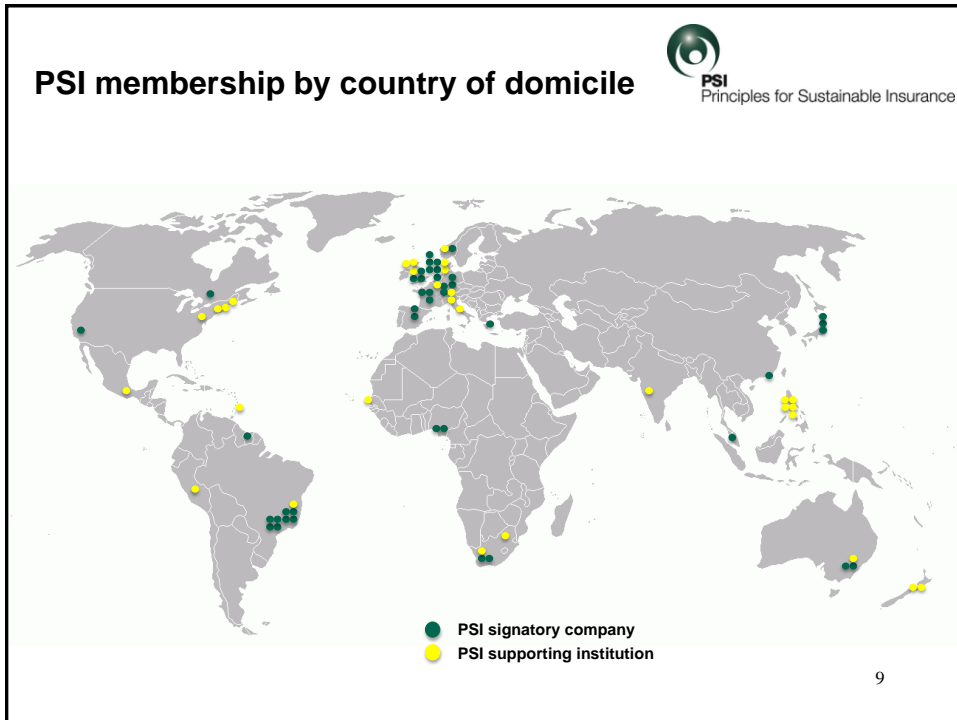 PSI membership by country of domicile
PSI
Principles for Sustainable Insurance
PSI signatory company
PSI supporting institution
9